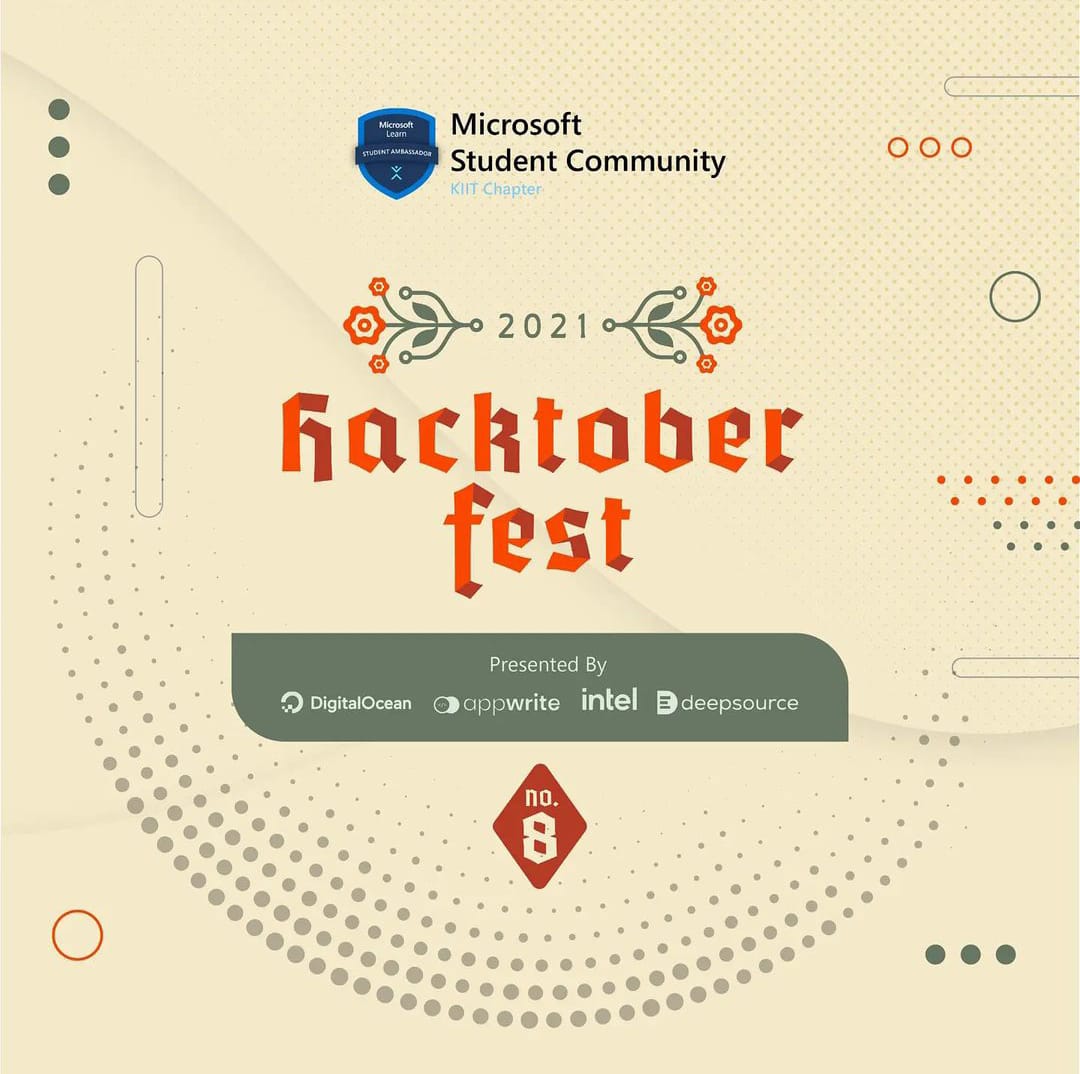 Microsoft
Learn
STUDENT AMBASSADOR
Microsoft
Student Community
KIIT Chapter
2021
hacktober
fest
Presented By
DigitalOcean appwrite intel deepsource
no.
8